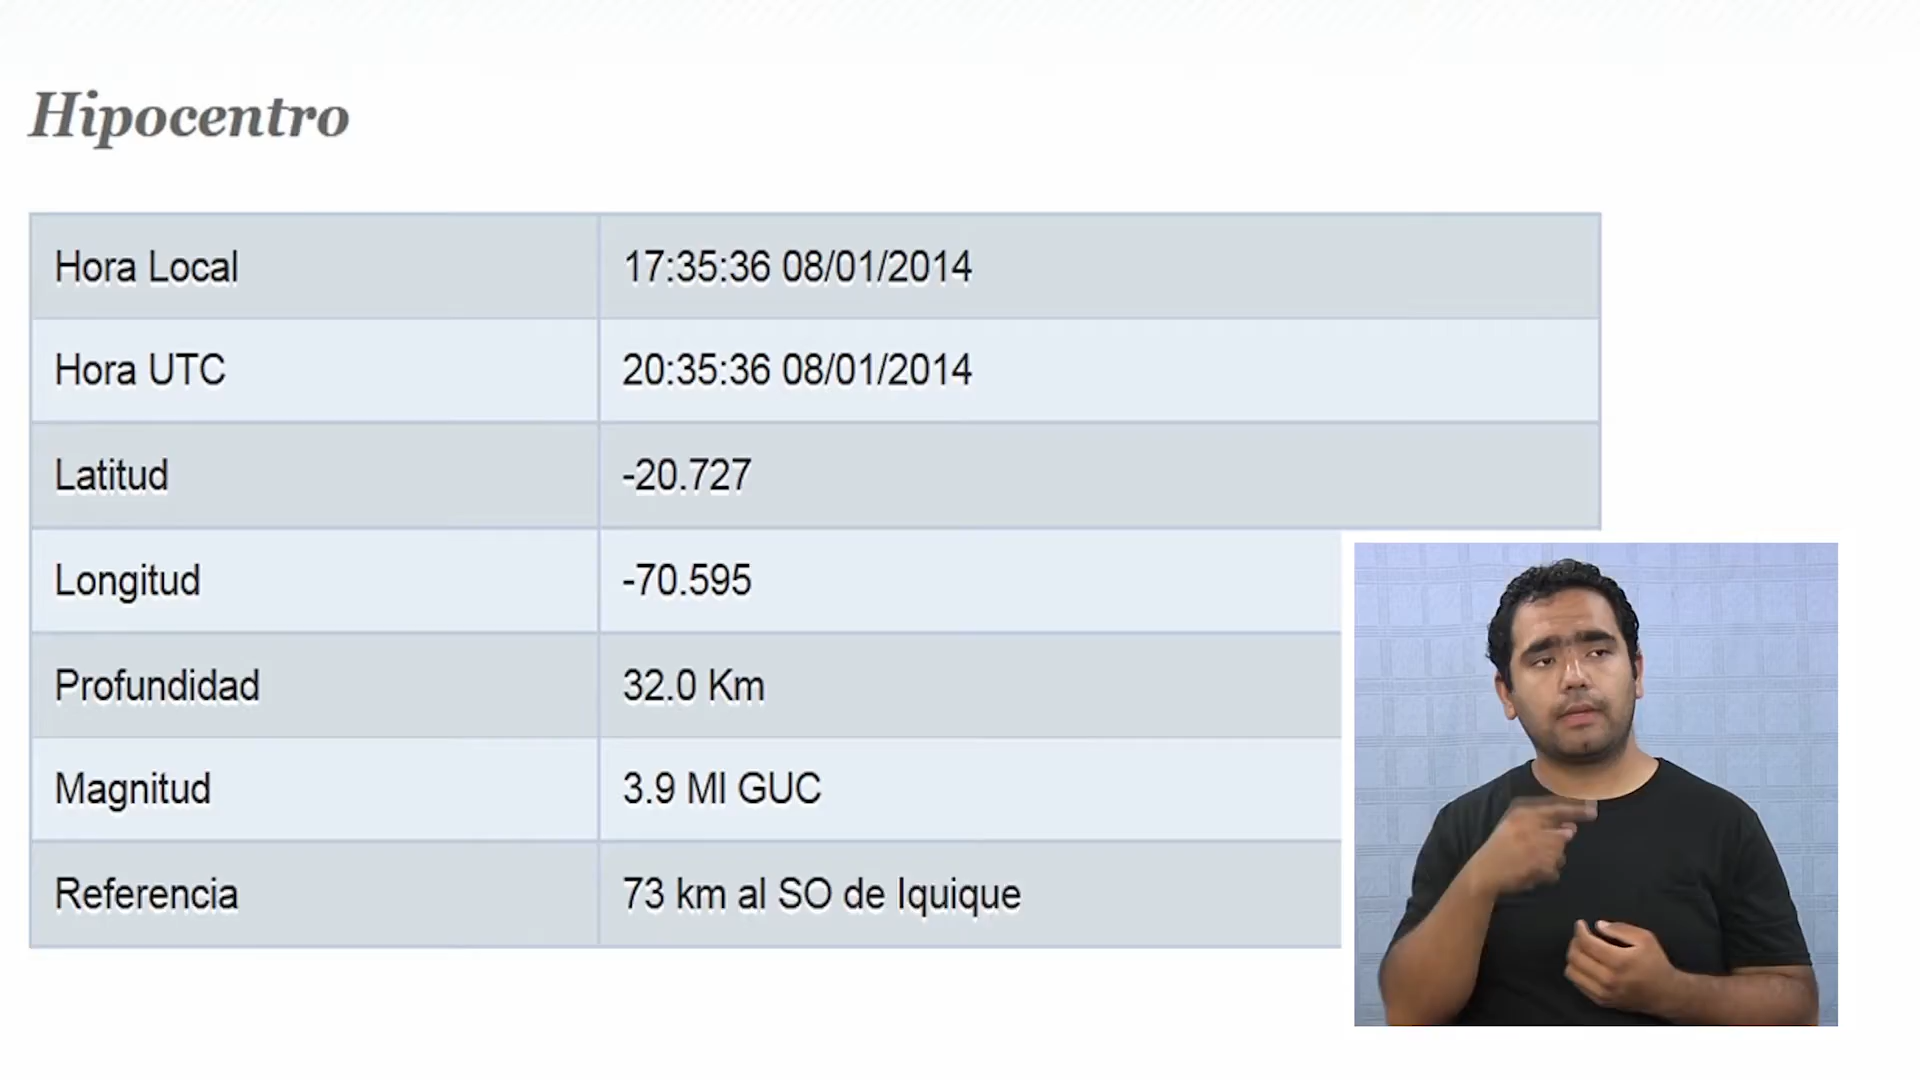 Hipocentro
Hora Local 17:35:36 08/01/2014
Hora UTC 20:35:36 08/01/2014
Latitud -20.727
Longitud -70.595
Profundidad 32.0 Km
Magnitud 3.9 Ml GUC
Referencia 73 km al SO de Iquique